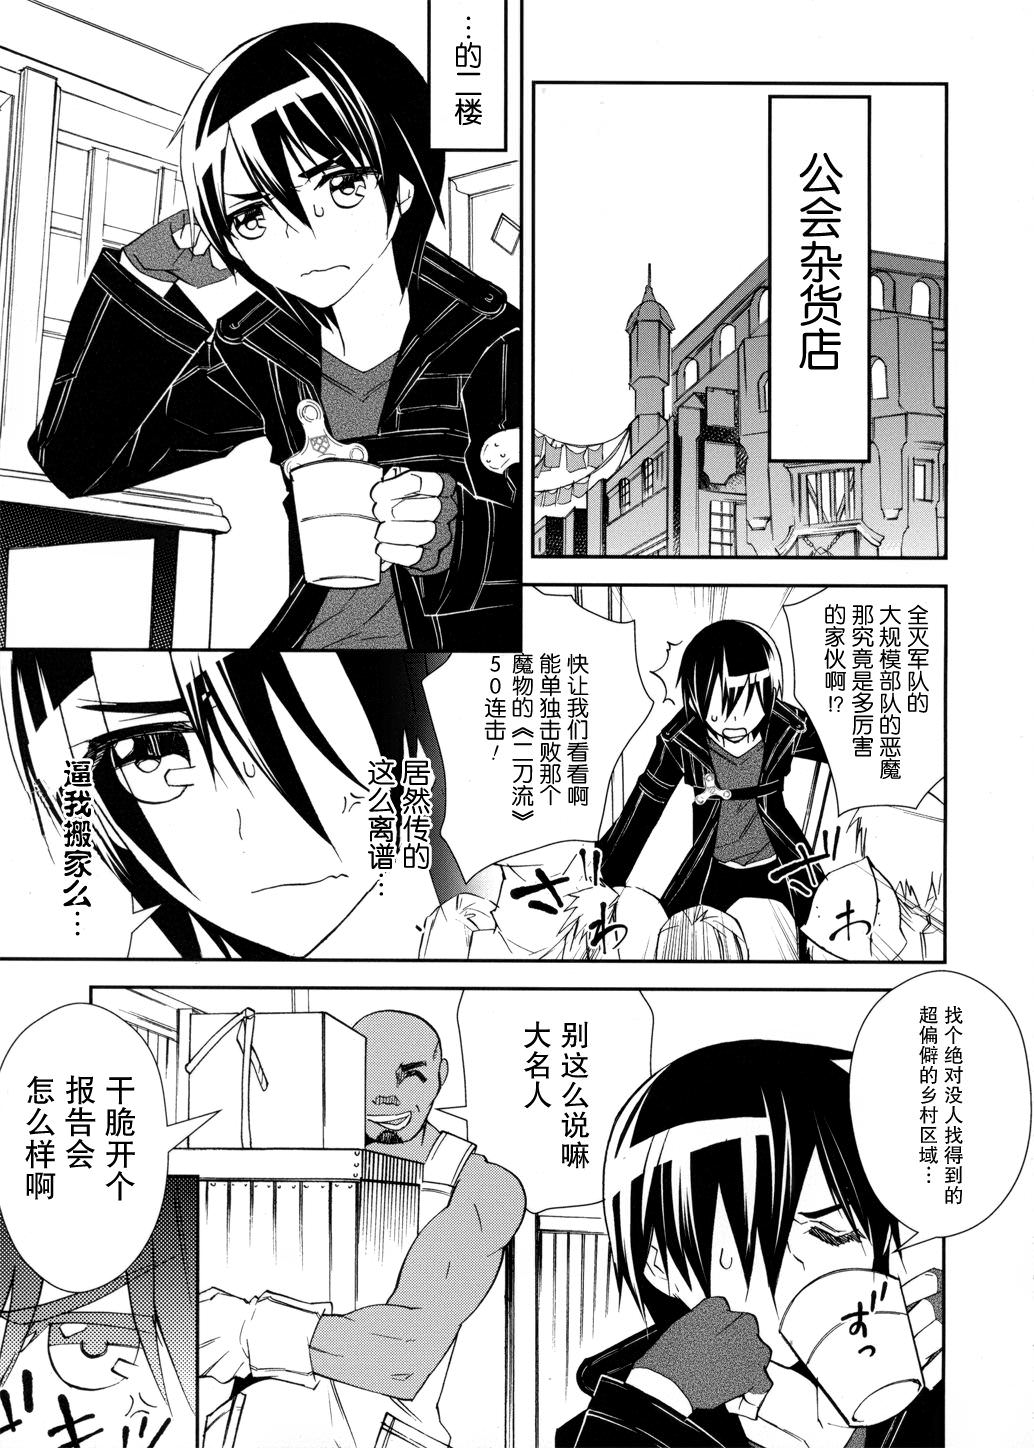 公会杂货店
…的二楼
全灭军队的
大规模部队的恶魔
那究竟是多厉害
的家伙啊!?
快让我们看看啊
能单独击败那个
魔物的《二刀流》
50连击！
わ
わ
居然传的
这么离谱…
逼我搬家么…
找个绝对没人找得到的
超偏僻的乡村区域…
ずっ
别这么说嘛
大名人
干脆开个
报告会
怎么样啊